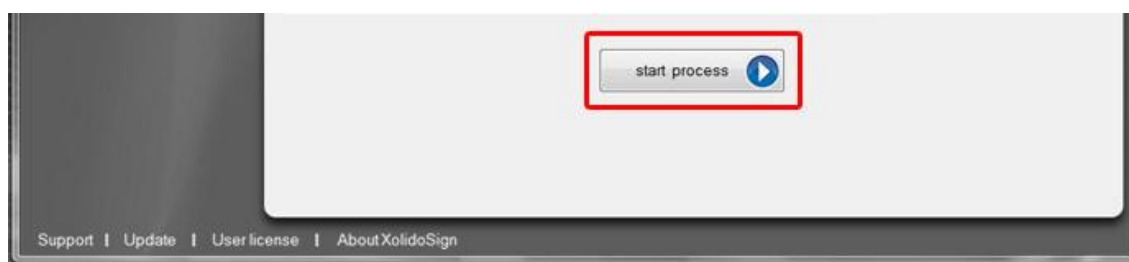 start process
Support | Update | User license | About XolidoSign